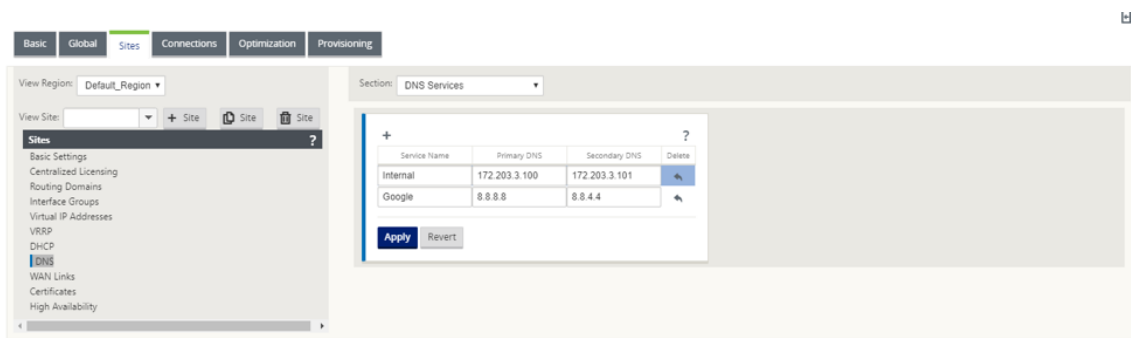 Basic Global Sites Connections Optimization Provisioning
View Region: Default_Region
Section: DNS Services
View Site: + Site Site Site
Sites ?
Basic Settings
Centralized Licensing
Routing Domains
Interface Groups
Virtual IP Addresses
VRRP
DHCP
DNS
WAN Links
Certificates
High Availability
+ ?
Service Name Primary DNS Secondary DNS Delete
Internal 172.203.3.100 172.203.3.101
Google 8.8.8.8 8.8.4.4
Apply Revert